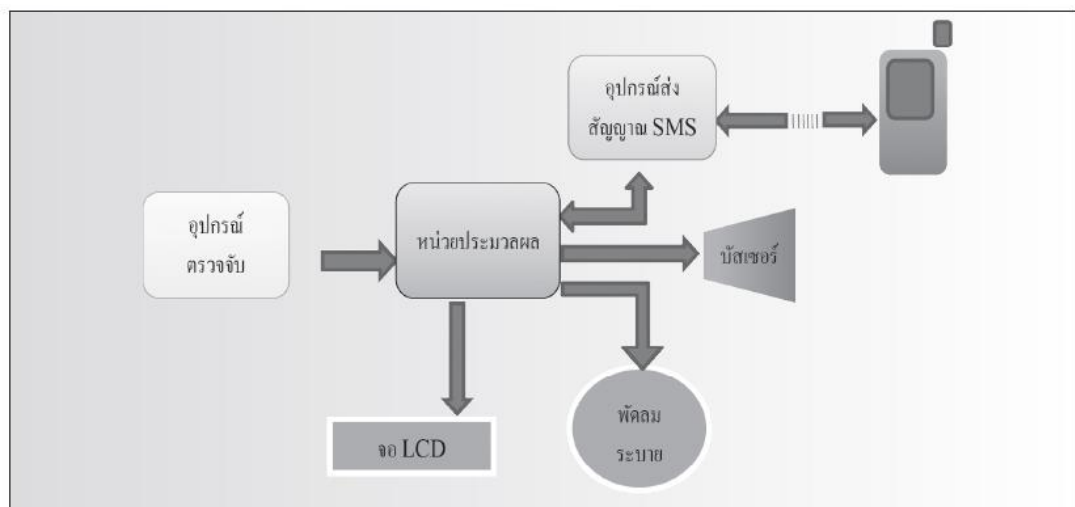 อุปกรณ์ส่ง
สัญญาณ SMS
อุปกรณ์
ตรวจจับ
หน่วยประมวลผล
บัสเซอร์
พัดลม
ระบาย
จอ LCD